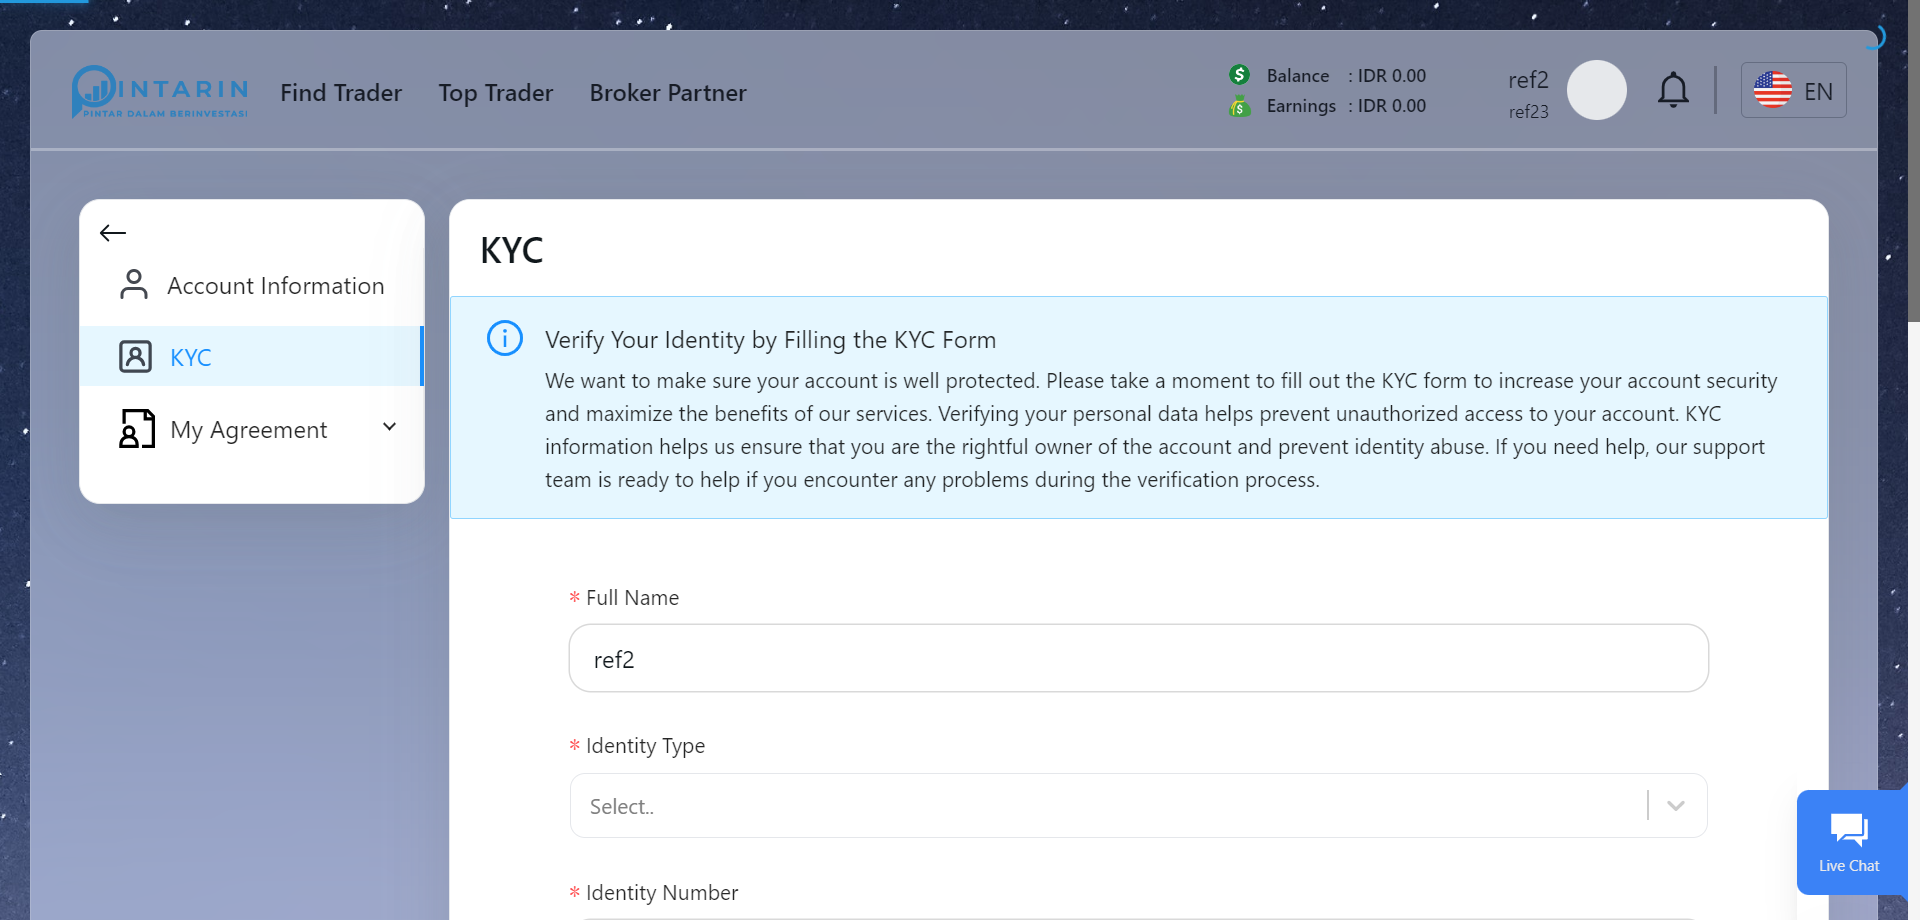 PINTARIN
PINTAR DALAM BERINVESTASI
Find Trader
Top Trader
Broker Partner
Balance : IDR 0.00
Earnings : IDR 0.00
ref2
ref23
EN
Account Information
KYC
My Agreement
KYC
Verify Your Identity by Filling the KYC Form
We want to make sure your account is well protected. Please take a moment to fill out the KYC form to increase your account security
and maximize the benefits of our services. Verifying your personal data helps prevent unauthorized access to your account. KYC
information helps us ensure that you are the rightful owner of the account and prevent identity abuse. If you need help, our support
team is ready to help if you encounter any problems during the verification process.
* Full Name
ref2
* Identity Type
Select..
* Identity Number
Live Chat